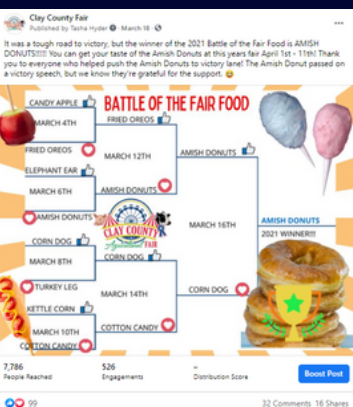 Clay County Fair
Published by Tasha Hyder · March 18 ·
It was a tough road to victory, but the winner of the 2021 Battle of the Fair Food is AMISH
DONUTS!!!!! You can get your taste of the Amish Donuts at this years fair April 1st - 11th! Thank
you to everyone who helped push the Amish Donuts to victory lane! The Amish Donut passed on
a victory speech, but we know they're grateful for the support. 😄
BATTLE OF THE FAIR FOOD
CANDY APPLE
MARCH 4TH
FRIED OREOS
FRIED OREOS
MARCH 12TH
ELEPHANT EAR
MARCH 6TH
AMISH DONUTS
AMISH DONUTS
AMISH DONUTS
MARCH 16TH
AMISH DONUTS
2021 WINNER!!!
CLAY COUNTY
Agricultural FAIR
CORN DOG
MARCH 8TH
TURKEY LEG
CORN DOG
MARCH 14TH
CORN DOG
KETTLE CORN
MARCH 10TH
COTTON CANDY
COTTON CANDY
7,786
People Reached
526
Engagements
–
Distribution Score
Boost Post
99
32 Comments 16 Shares